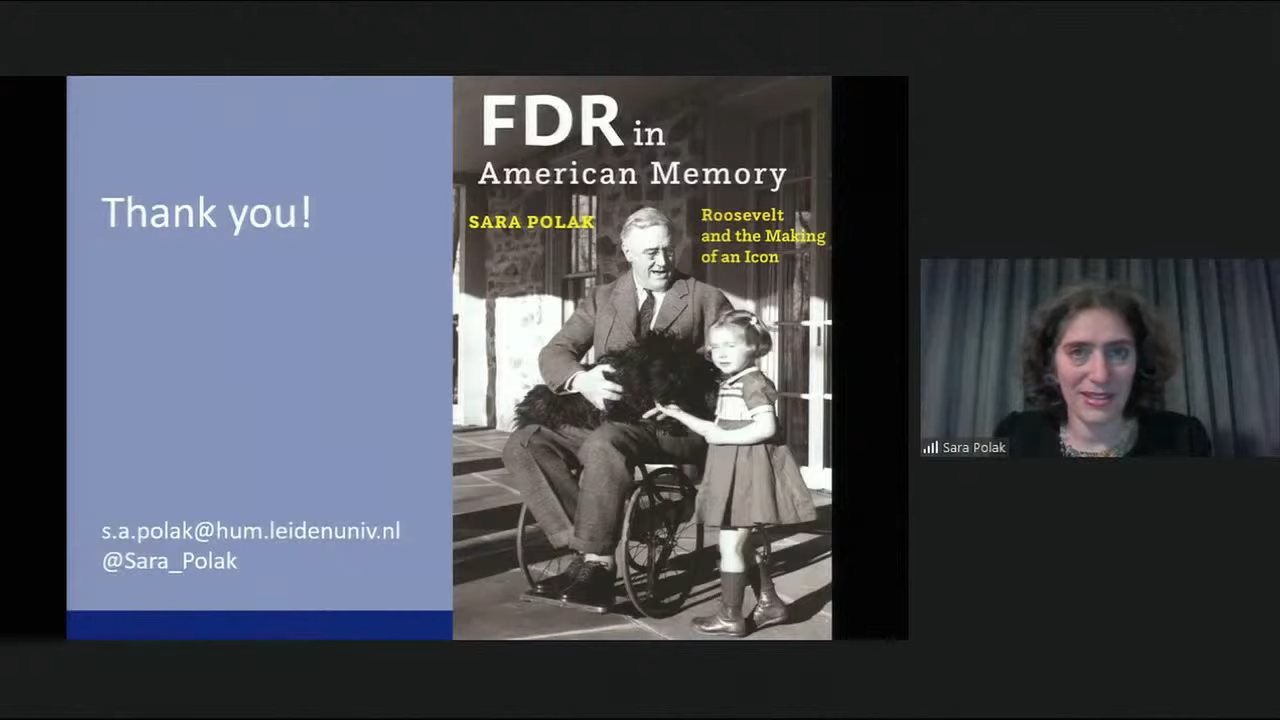 Thank you!
s.a.polak@hum.leidenuniv.nl
@Sara_Polak
FDR in
American Memory
SARA POLAK
Roosevelt
and the Making
of an Icon
Sara Polak